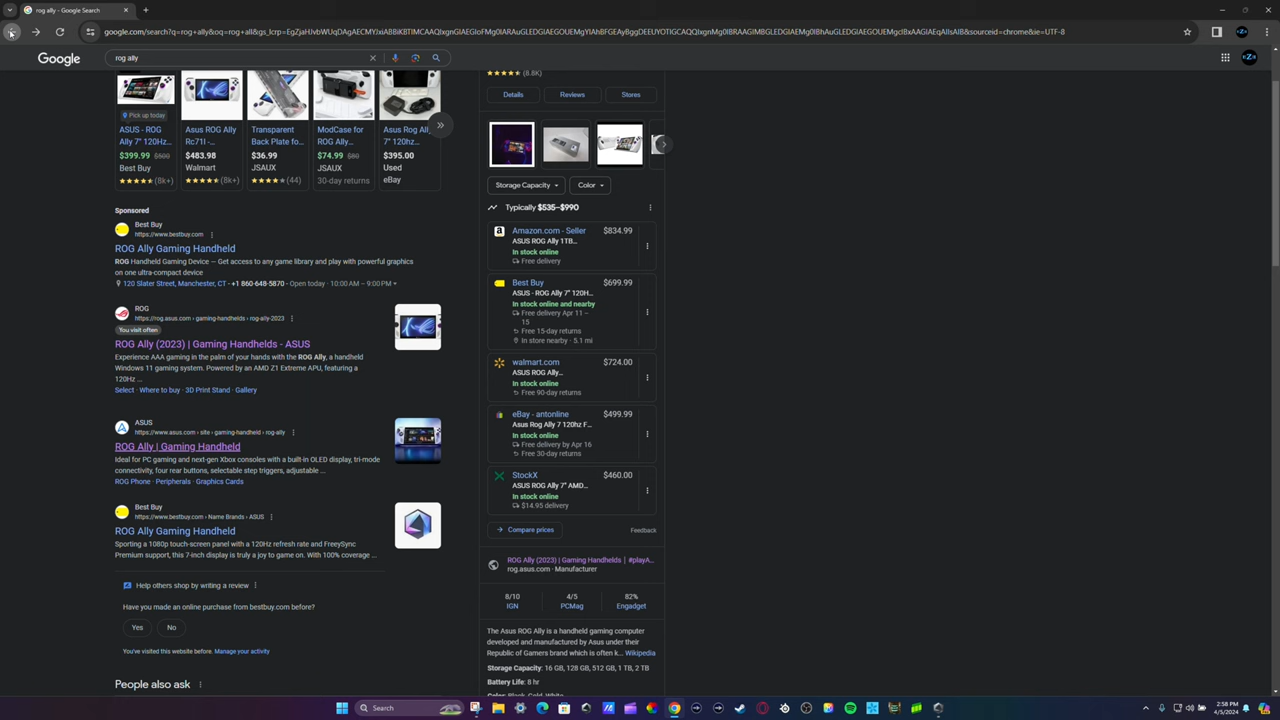 rog ally - Google Search
google.com/search?q=rog+ally&oq=rog+all&gs_lcrp=EgZjaHJvbWUqDAgAECMYJxiABBiKBTIMCAAQIxgnGIAEGIoFMg0IARAuGLEDGIAEMgYIAhBFGEAyBggDEEUYOTIGCAQQIxgnMg0IBRAAGIMBGLEDGIAEMg0IBhAuGLEDGIAEMgcIBxAAGIAEqAIIsAIB&sourceid=chrome&ie=UTF-8
Google
rog ally
Pick up today
ASUS - ROG
Ally 7" 120Hz...
$399.99 $500
Best Buy
(8k+)
Asus ROG Ally
Rc71l -...
$483.98
Walmart
(8k+)
Transparent
Back Plate fo...
$36.99
JSAUX
(44)
ModCase for
ROG Ally...
$74.99 $80
JSAUX
30-day returns
Asus Rog Ally
7" 120hz...
$395.00
Used
eBay
Sponsored
Best Buy
https://www.bestbuy.com
ROG Ally Gaming Handheld
ROG Handheld Gaming Device — Get access to any game library and play with powerful graphics
on one ultra-compact device
120 Slater Street, Manchester, CT - +1 860-648-5870 - Open today · 10:00 AM – 9:00 PM
ROG
https://rog.asus.com › gaming-handhelds › rog-ally-2023
You visit often
ROG Ally (2023) | Gaming Handhelds - ASUS
Experience AAA gaming in the palm of your hands with the ROG Ally, a handheld
Windows 11 gaming system. Powered by an AMD Z1 Extreme APU, featuring a
120Hz ...
Select · Where to buy · 3D Print Stand · Gallery
ASUS
https://www.asus.com › site › gaming-handheld › rog-ally
ROG Ally | Gaming Handheld
Ideal for PC gaming and next-gen Xbox consoles with a built-in OLED display, tri-mode
connectivity, four rear buttons, selectable step triggers, adjustable ...
ROG Phone · Peripherals · Graphics Cards
Best Buy
https://www.bestbuy.com › Name Brands › ASUS
ROG Ally Gaming Handheld
Sporting a 1080p touch-screen panel with a 120Hz refresh rate and FreeySync
Premium support, this 7-inch display is truly a joy to game on. With 100% coverage ...
Help others shop by writing a review
Have you made an online purchase from bestbuy.com before?
Yes
No
You've visited this website before. Manage your activity
People also ask
(8.8K)
Details
Reviews
Stores
Storage Capacity
Color
Typically $535–$990
Amazon.com - Seller
$834.99
ASUS ROG Ally 1TB...
In stock online
Free delivery
Best Buy
$699.99
ASUS - ROG Ally 7" 120H...
In stock online and nearby
Free delivery Apr 11 –
15
Free 15-day returns
In store nearby · 5.1 mi
walmart.com
$724.00
ASUS ROG Ally...
In stock online
Free 90-day returns
eBay - antonline
$499.99
Asus Rog Ally 7 120hz F...
In stock online
Free delivery by Apr 16
Free 30-day returns
StockX
$460.00
ASUS ROG Ally 7" AMD...
In stock online
$14.95 delivery
Compare prices
Feedback
ROG Ally (2023) | Gaming Handhelds | #playA...
rog.asus.com · Manufacturer
8/10
IGN
4/5
PCMag
82%
Engadget
The Asus ROG Ally is a handheld gaming computer
developed and manufactured by Asus under their
Republic of Gamers brand which is often k... Wikipedia
Storage Capacity: 16 GB, 128 GB, 512 GB, 1 TB, 2 TB
Battery Life: 8 hr
Color: Black, Gold, White
Search
2:58 PM
4/5/2024